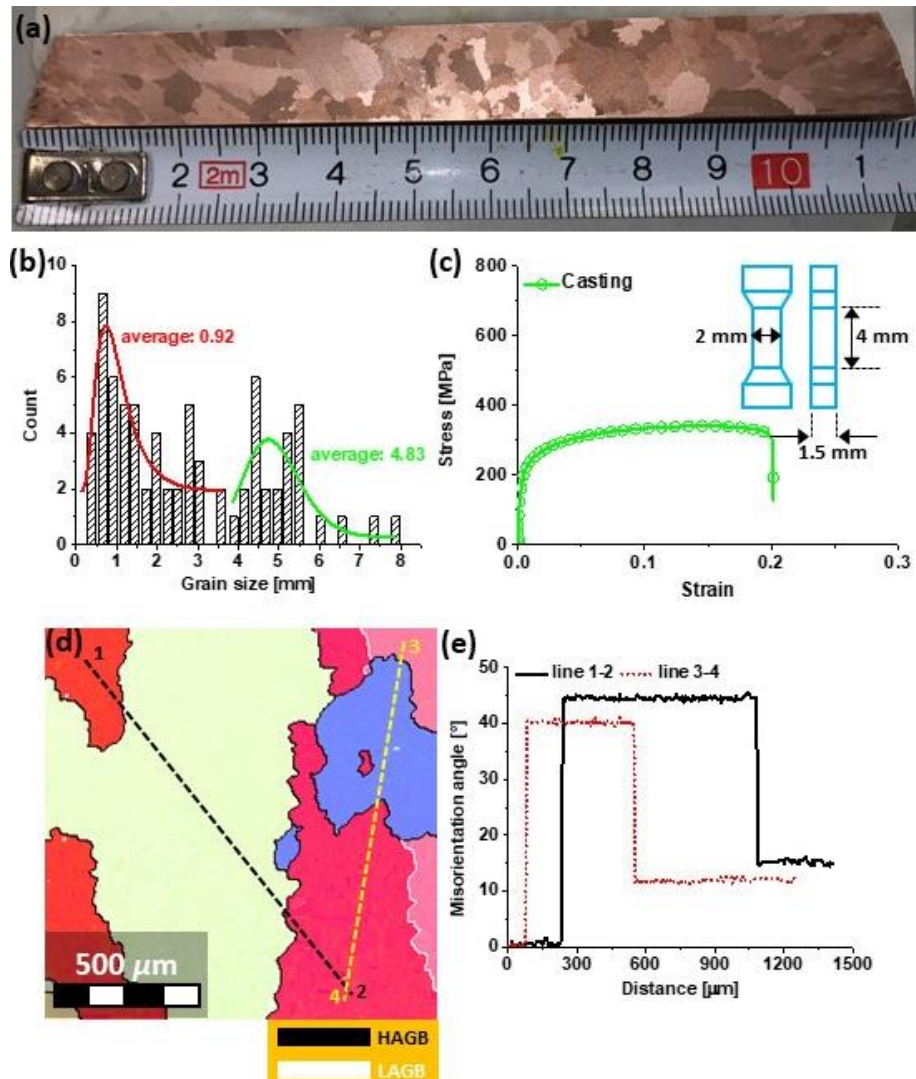 (a)
2 2m 3 4 5 6 7 8 9 10 1
(b)
10
8
6
4
2
0
Count
average: 0.92
average: 4.83
0 1 2 3 4 5 6 7 8
Grain size [mm]
(c)
800
600
400
200
0
Stress [MPa]
Casting
2 mm
4 mm
1.5 mm
0.0 0.1 0.2 0.3
Strain
(d)
1
3
4
2
500 μm
HAGB
LAGB
(e)
50
40
30
20
10
0
Misorientation angle [°]
line 1-2 line 3-4
0 300 600 900 1200 1500
Distance [μm]